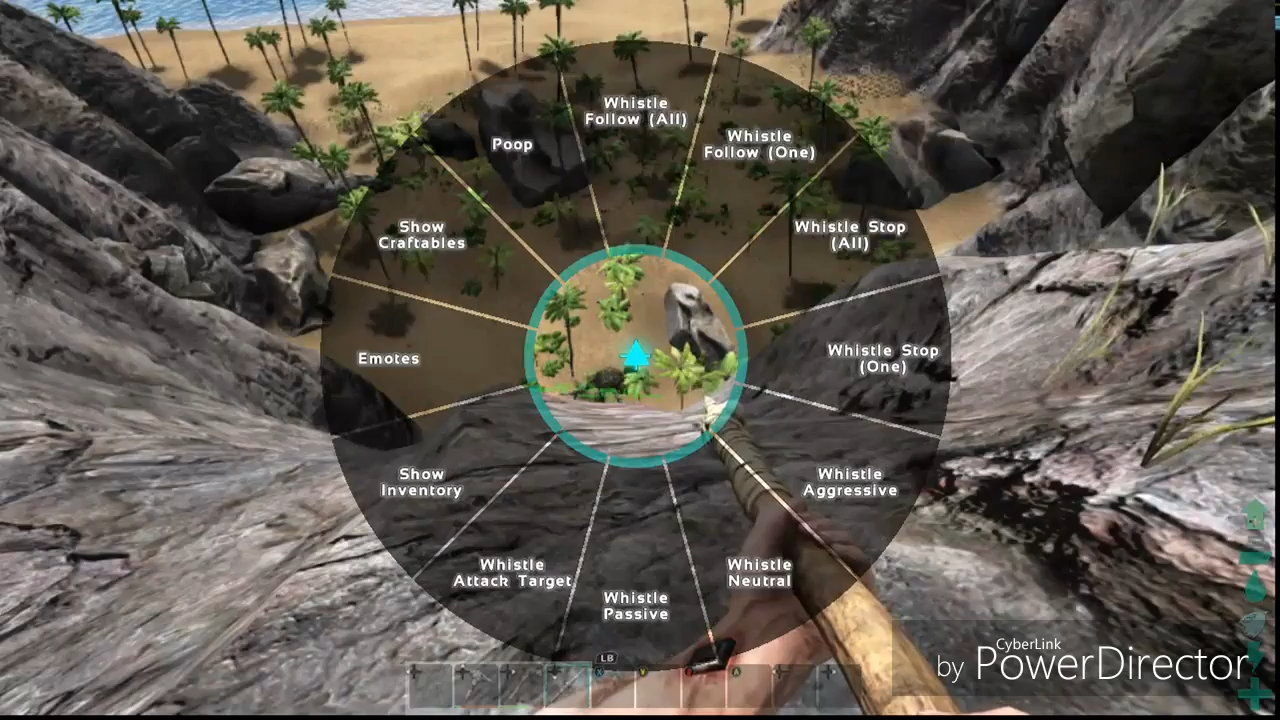 Whistle
Follow (All)
Whistle
Follow (One)
Poop
Whistle Stop
(All)
Show
Craftables
Whistle Stop
(One)
Emotes
Whistle
Aggressive
Show
Inventory
Whistle
Neutral
Whistle
Attack Target
Whistle
Passive
LB
CyberLink
by PowerDirector